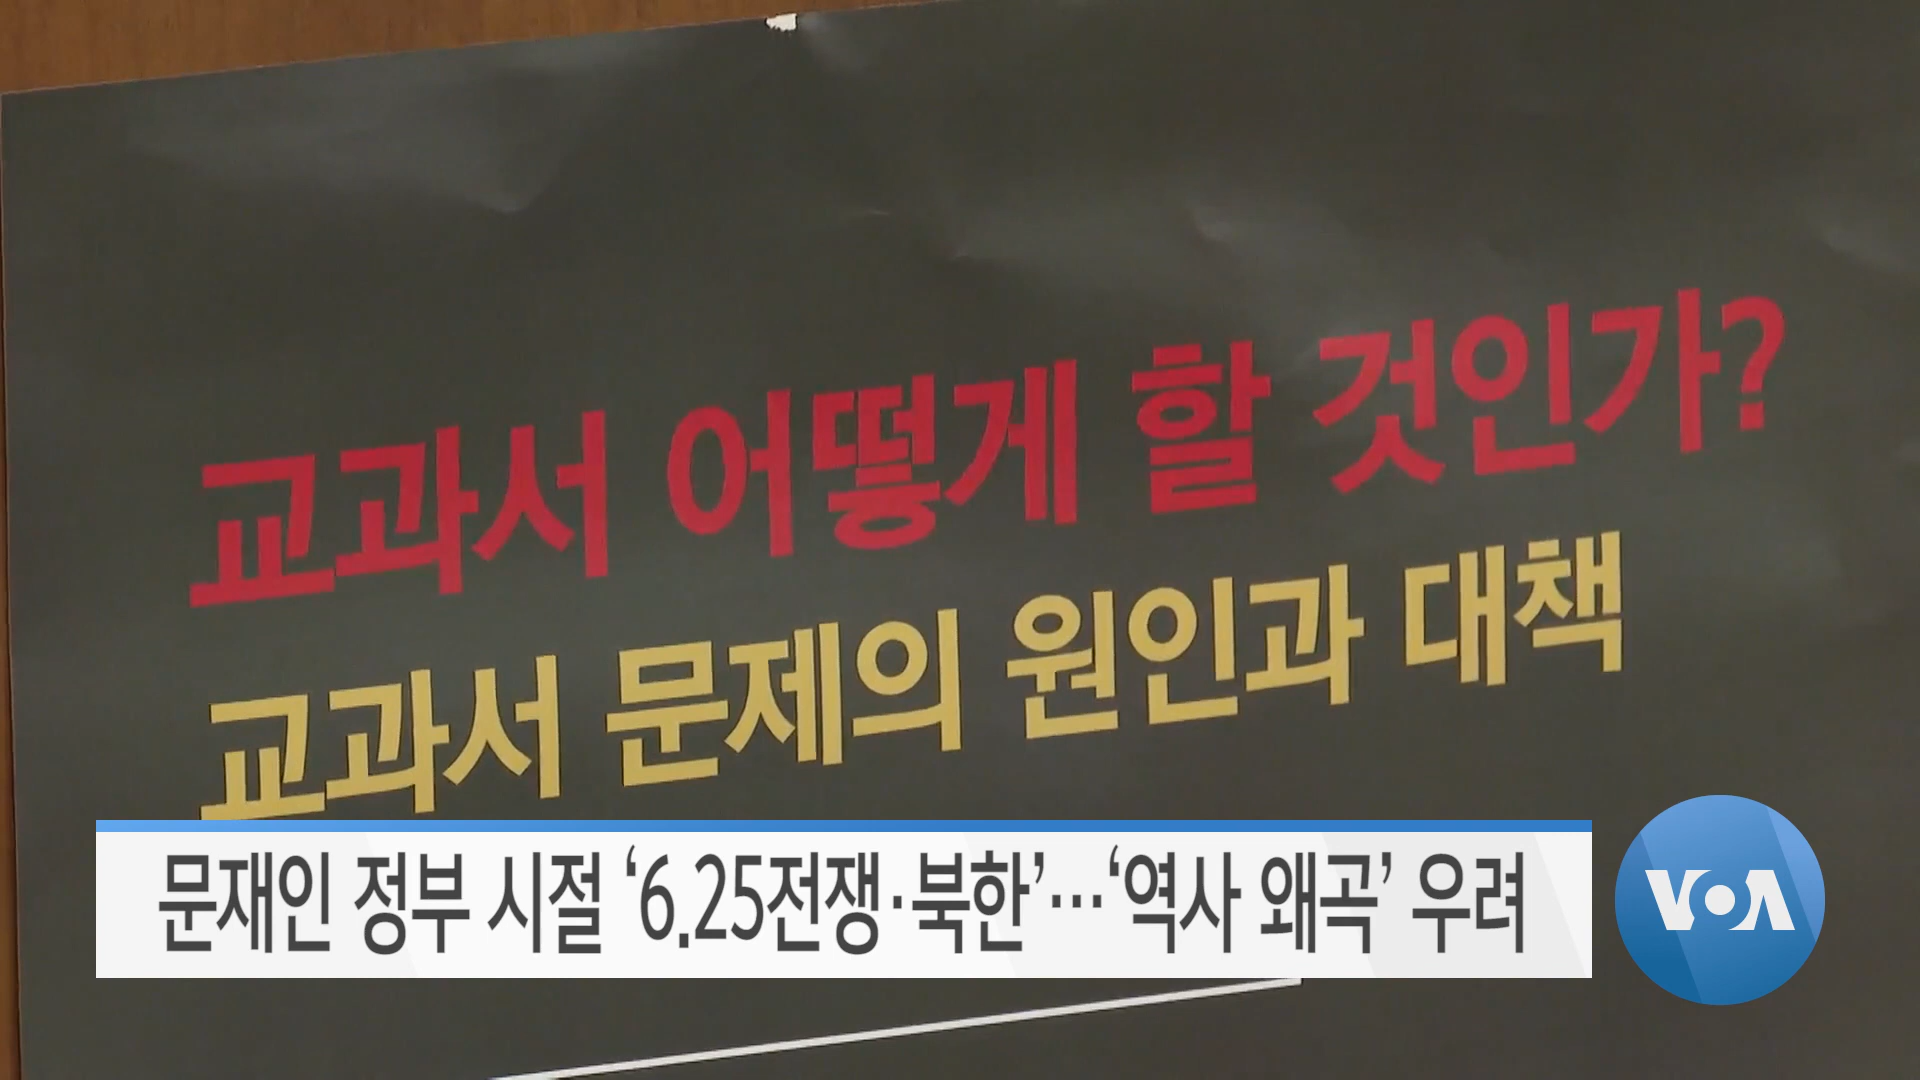 교과서 어떻게 할 것인가?
교과서 문제의 원인과 대책
문재인 정부 시절 ‘6.25전쟁·북한’…‘역사 왜곡’ 우려
VOA